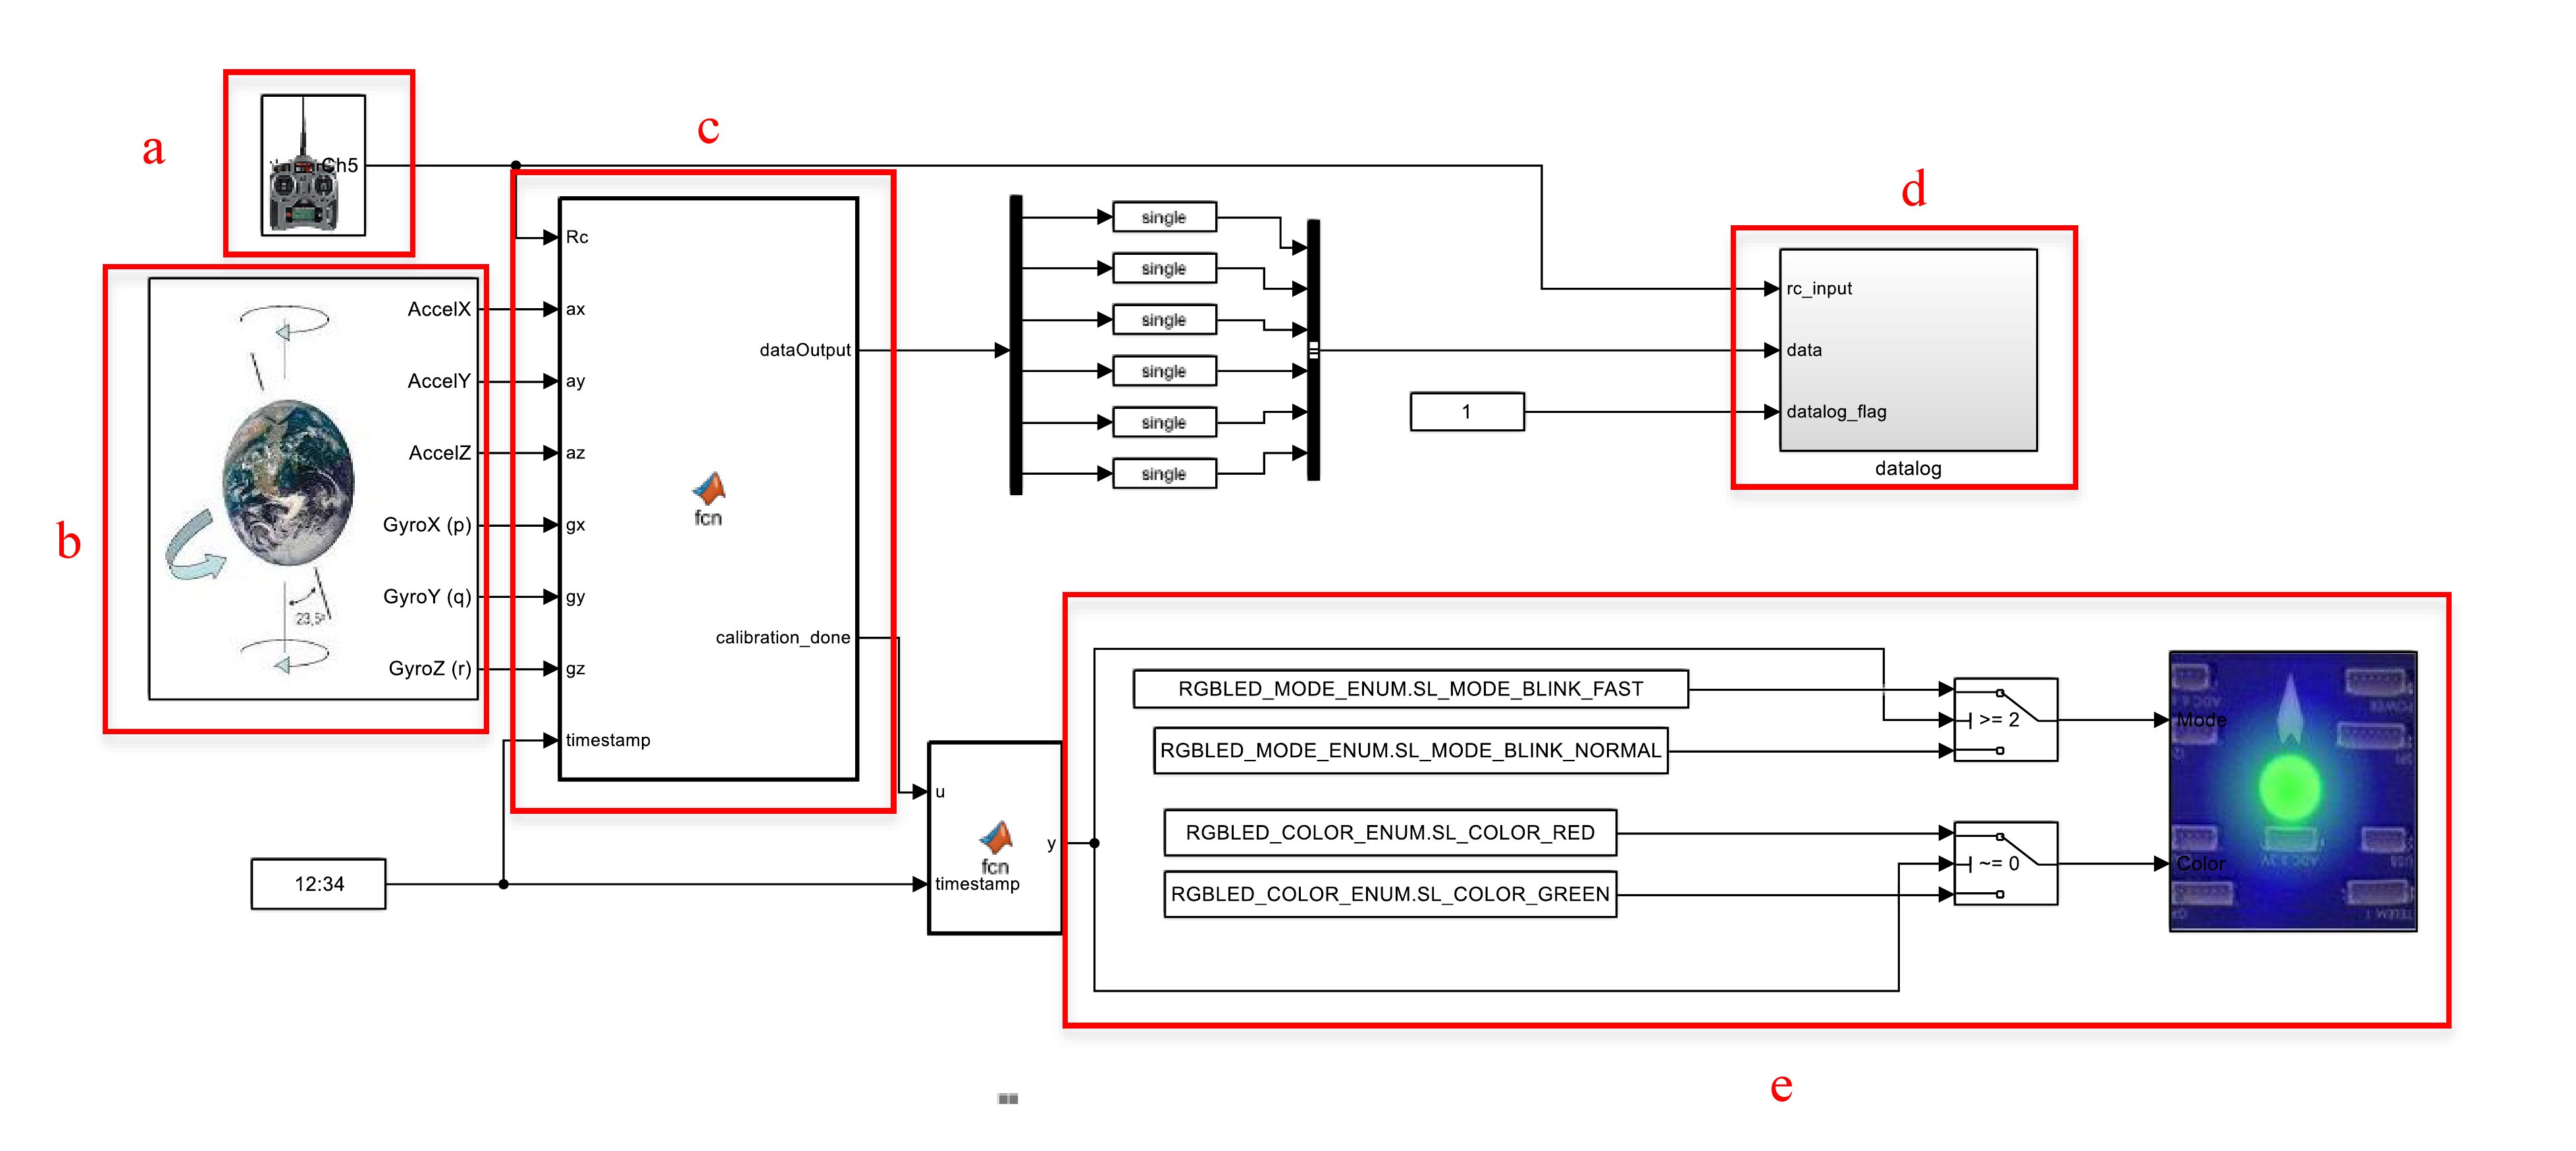 a
Ch5
b
AccelX
AccelY
AccelZ
GyroX (p)
GyroY (q)
GyroZ (r)
23,5°
12:34
c
Rc
ax
ay
az
gx
gy
gz
timestamp
fcn
dataOutput
calibration_done
u
timestamp
fcn
y
single
single
single
single
single
single
1
d
rc_input
data
datalog_flag
datalog
RGBLED_MODE_ENUM.SL_MODE_BLINK_FAST
RGBLED_MODE_ENUM.SL_MODE_BLINK_NORMAL
RGBLED_COLOR_ENUM.SL_COLOR_RED
RGBLED_COLOR_ENUM.SL_COLOR_GREEN
>= 2
~= 0
Mode
Color
e